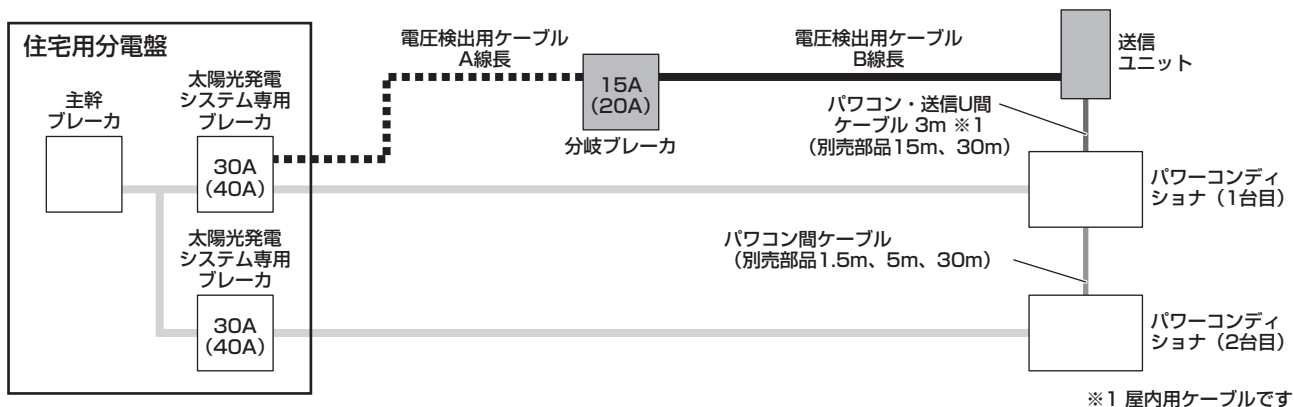 住宅用分電盤
主幹
ブレーカ
太陽光発電
システム専用
ブレーカ
30A
(40A)
太陽光発電
システム専用
ブレーカ
30A
(40A)
電圧検出用ケーブル
A線長
15A
(20A)
分岐ブレーカ
電圧検出用ケーブル
B線長
送信
ユニット
パワコン・送信U間
ケーブル 3m ※1
(別売部品15m、30m)
パワーコンディ
ショナ(1台目)
パワコン間ケーブル
(別売部品1.5m、5m、30m)
パワーコンディ
ショナ(2台目)
※1 屋内用ケーブルです